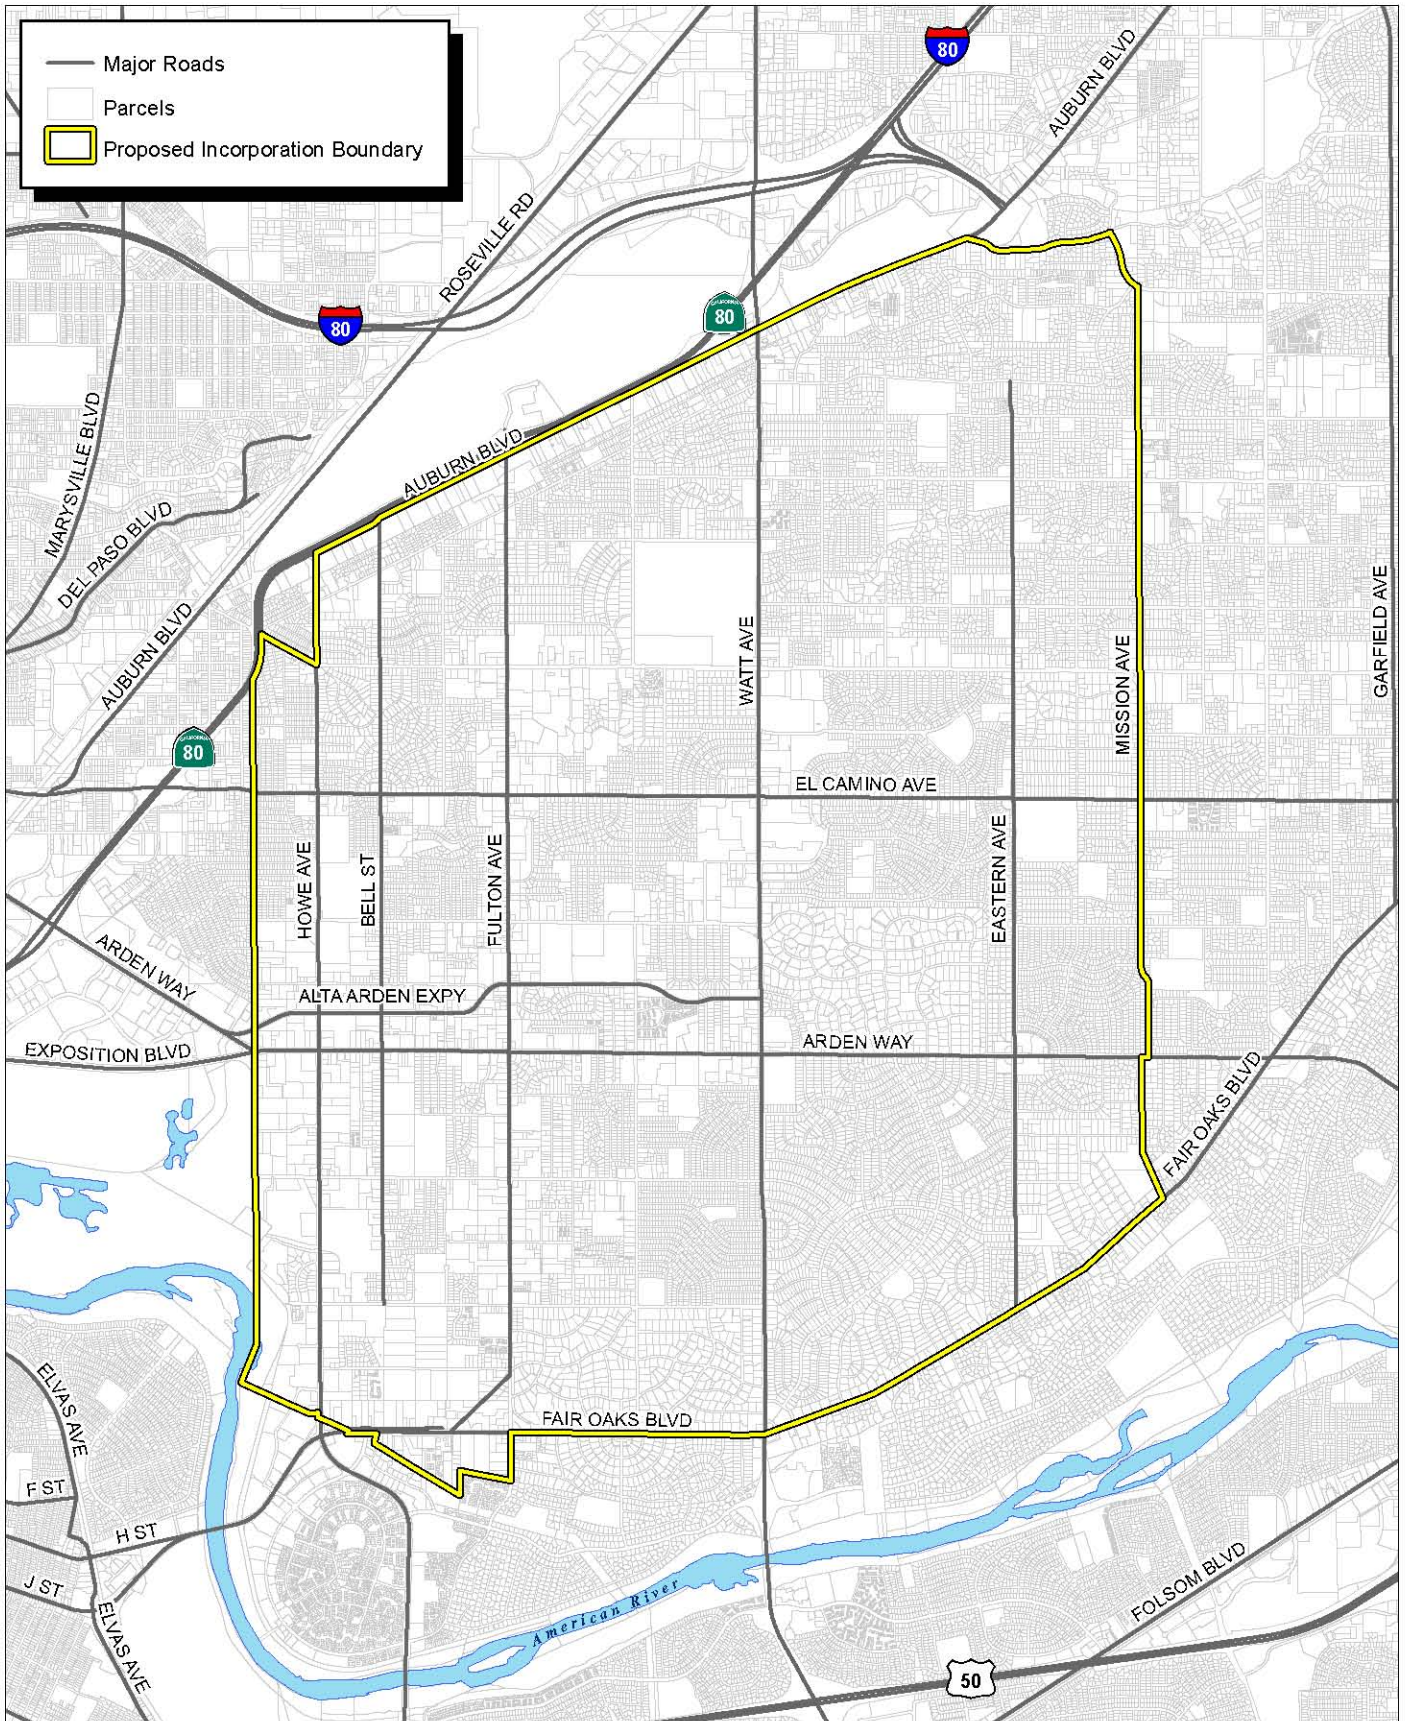 Major Roads
Parcels
Proposed Incorporation Boundary
80
AUBURN BLVD
ROSEVILLE RD
CALIFORNIA
80
80
MARYSVILLE BLVD
AUBURN BLVD
DEL PASO BLVD
AUBURN BLVD
WATT AVE
MISSION AVE
GARFIELD AVE
CALIFORNIA
80
EL CAMINO AVE
HOWE AVE
BELL ST
FULTON AVE
EASTERN AVE
ARDEN WAY
ALTA ARDEN EXPY
EXPOSITION BLVD
ARDEN WAY
FAIR OAKS BLVD
ELVAS AVE
FAIR OAKS BLVD
F ST
H ST
J ST
ELVAS AVE
American River
FOLSOM BLVD
50